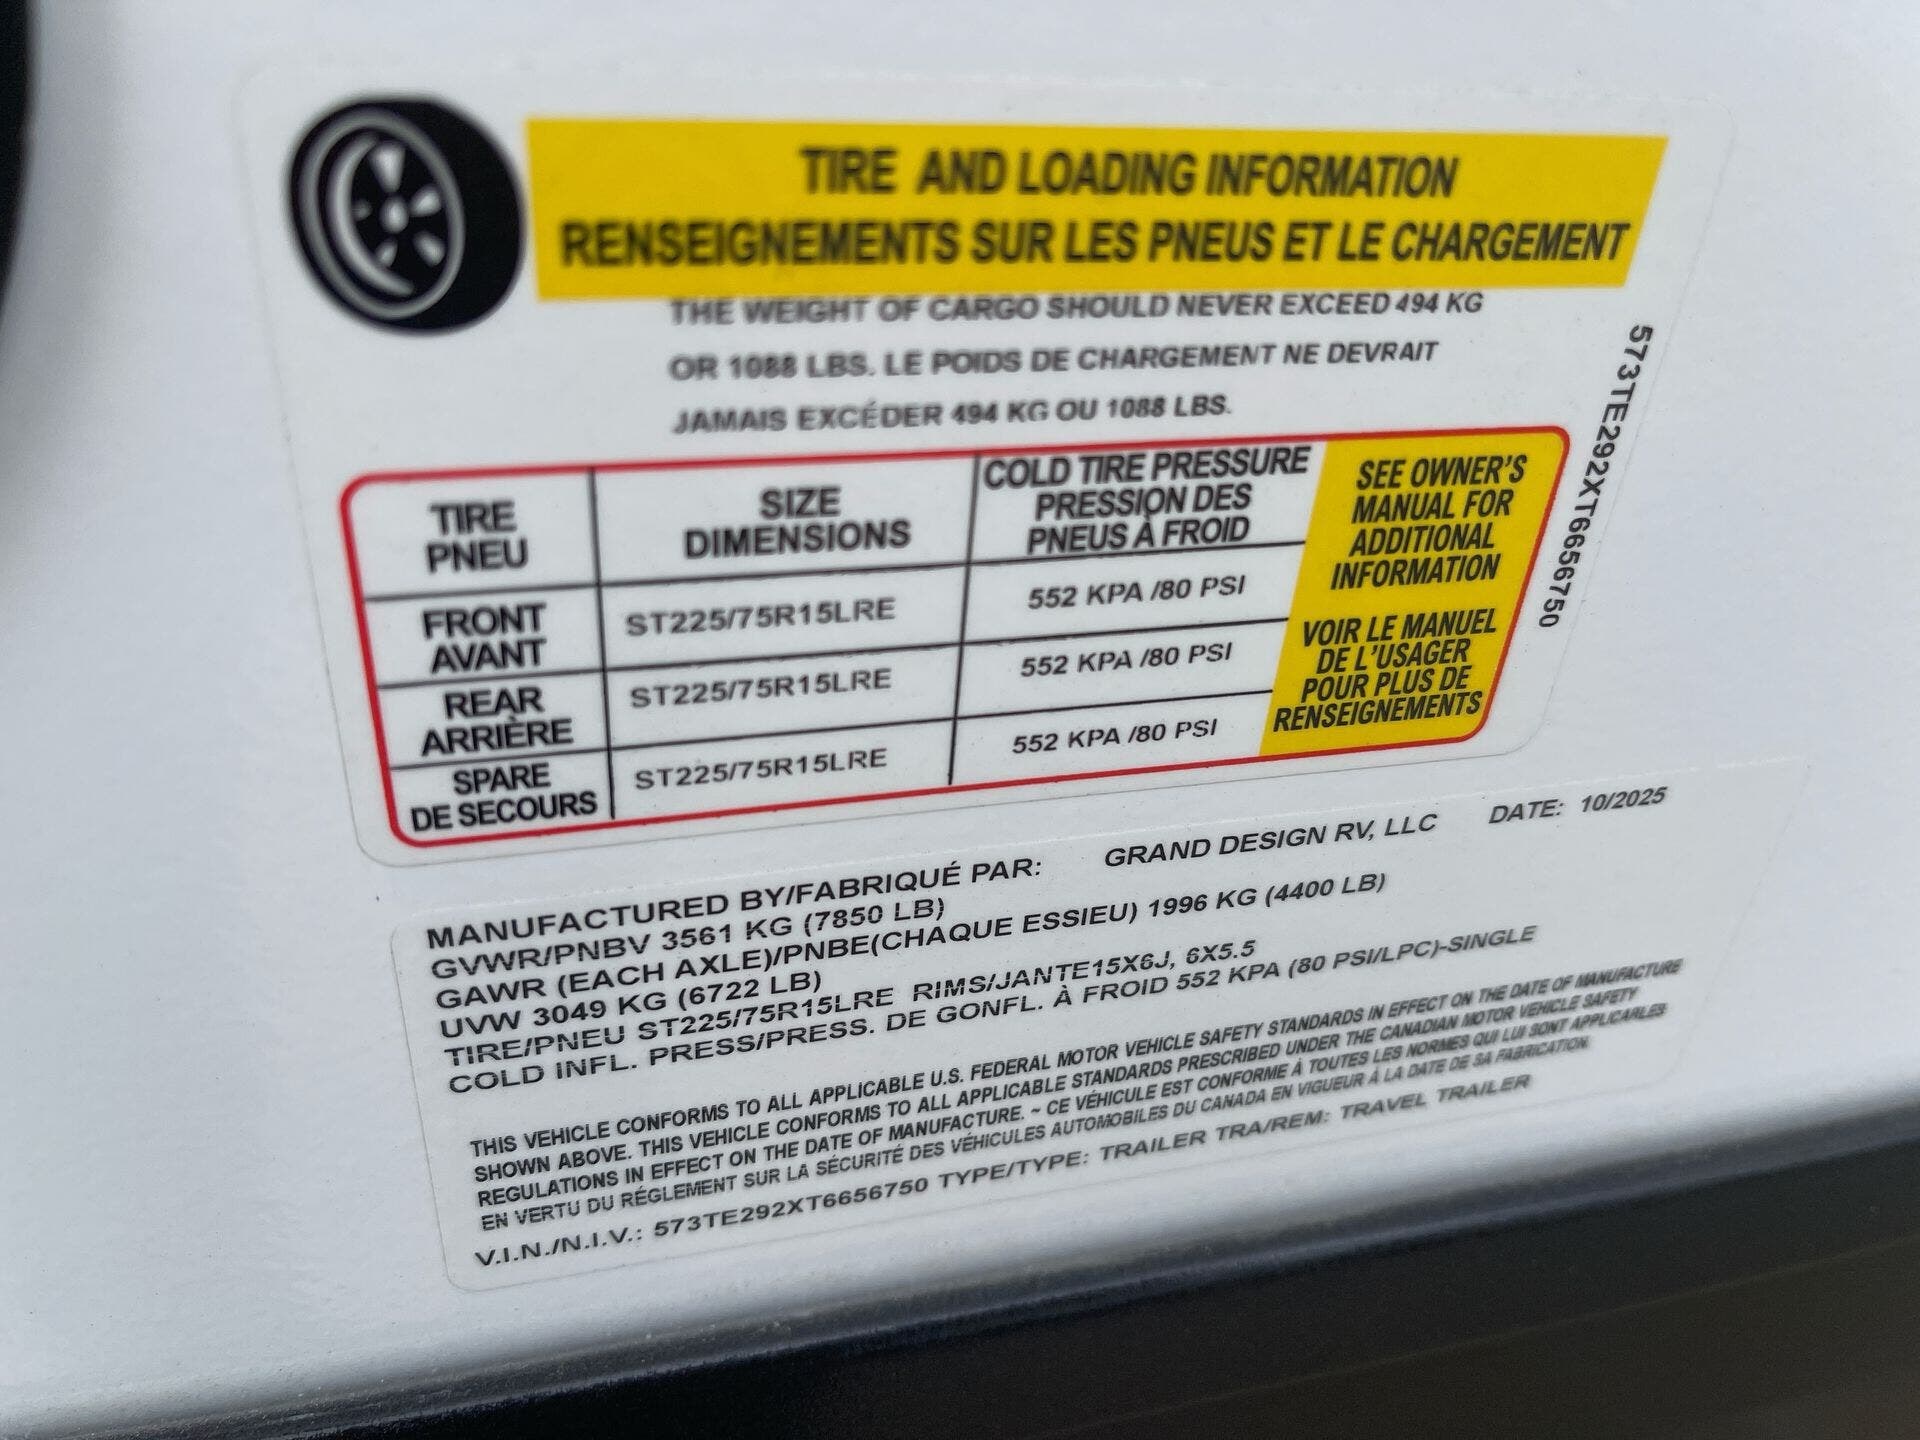 TIRE AND LOADING INFORMATION
RENSEIGNEMENTS SUR LES PNEUS ET LE CHARGEMENT
THE WEIGHT OF CARGO SHOULD NEVER EXCEED 494 KG
OR 1088 LBS. LE POIDS DE CHARGEMENT NE DEVRAIT
JAMAIS EXCÉDER 494 KG OU 1088 LBS.
TIRE
PNEU
SIZE
DIMENSIONS
COLD TIRE PRESSURE
PRESSION DES
PNEUS À FROID
FRONT
AVANT
ST225/75R15LRE
552 KPA /80 PSI
REAR
ARRIÈRE
ST225/75R15LRE
552 KPA /80 PSI
SPARE
DE SECOURS
ST225/75R15LRE
552 KPA /80 PSI
SEE OWNER'S
MANUAL FOR
ADDITIONAL
INFORMATION
VOIR LE MANUEL
DE L'USAGER
POUR PLUS DE
RENSEIGNEMENTS
573TE292XT6656750
MANUFACTURED BY/FABRIQUÉ PAR: GRAND DESIGN RV, LLC DATE: 10/2025
GVWR/PNBV 3561 KG (7850 LB)
GAWR (EACH AXLE)/PNBE(CHAQUE ESSIEU) 1996 KG (4400 LB)
UVW 3049 KG (6722 LB)
TIRE/PNEU ST225/75R15LRE RIMS/JANTE15X6J, 6X5.5
COLD INFL. PRESS/PRESS. DE GONFL. À FROID 552 KPA (80 PSI/LPC)-SINGLE
THIS VEHICLE CONFORMS TO ALL APPLICABLE U.S. FEDERAL MOTOR VEHICLE SAFETY STANDARDS IN EFFECT ON THE DATE OF MANUFACTURE
SHOWN ABOVE. THIS VEHICLE CONFORMS TO ALL APPLICABLE STANDARDS PRESCRIBED UNDER THE CANADIAN MOTOR VEHICLE SAFETY
REGULATIONS IN EFFECT ON THE DATE OF MANUFACTURE. ~ CE VÉHICULE EST CONFORME À TOUTES LES NORMES QUI LUI SONT APPLICABLES
EN VERTU DU RÉGLEMENT SUR LA SÉCURITÉ DES VÉHICULES AUTOMOBILES DU CANADA EN VIGUEUR À LA DATE DE SA FABRICATION.
V.I.N./N.I.V.: 573TE292XT6656750 TYPE/TYPE: TRAILER TRA/REM: TRAVEL TRAILER